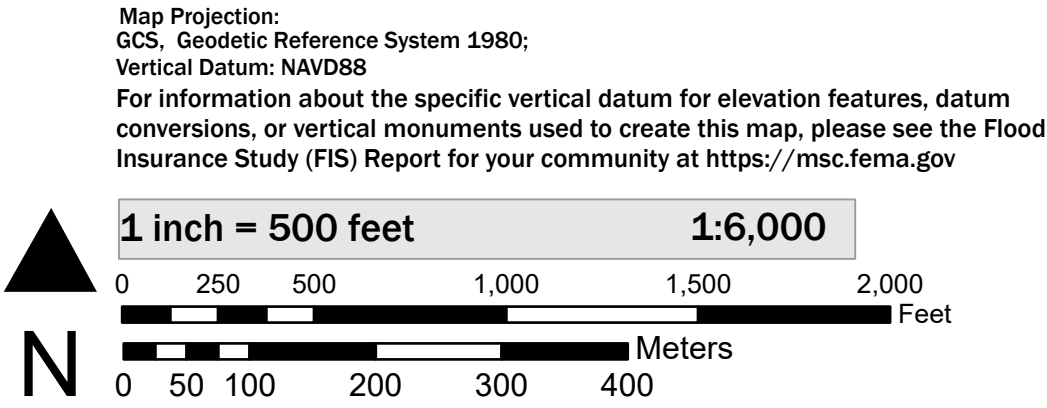 Map Projection:
GCS, Geodetic Reference System 1980;
Vertical Datum: NAVD88
For information about the specific vertical datum for elevation features, datum
conversions, or vertical monuments used to create this map, please see the Flood
Insurance Study (FIS) Report for your community at https://msc.fema.gov
1 inch = 500 feet 1:6,000
0 250 500 1,000 1,500 2,000
Feet
Meters
0 50 100 200 300 400
N